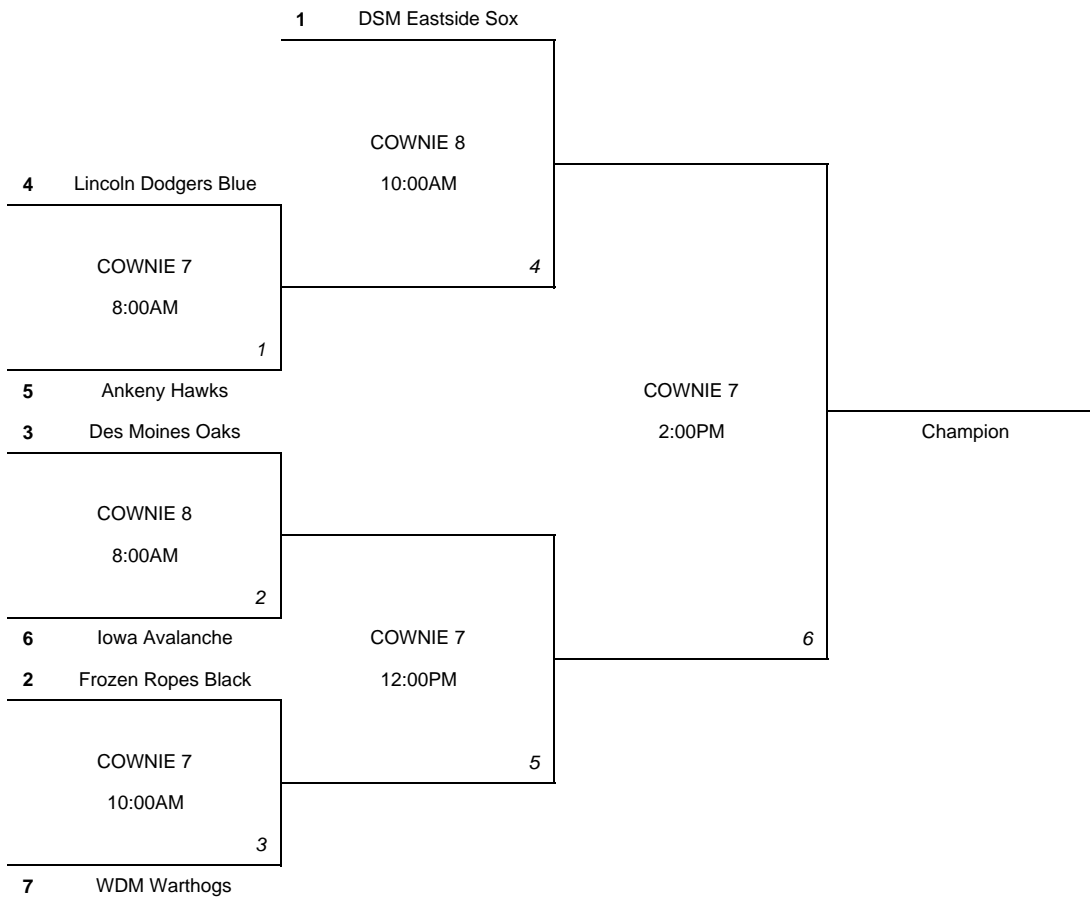 1 DSM Eastside Sox
COWNIE 8
4 Lincoln Dodgers Blue 10:00AM
COWNIE 7 4
8:00AM
1
5 Ankeny Hawks COWNIE 7
3 Des Moines Oaks 2:00PM Champion
COWNIE 8
8:00AM
2
6 Iowa Avalanche COWNIE 7 6
2 Frozen Ropes Black 12:00PM
COWNIE 7 5
10:00AM
3
7 WDM Warthogs